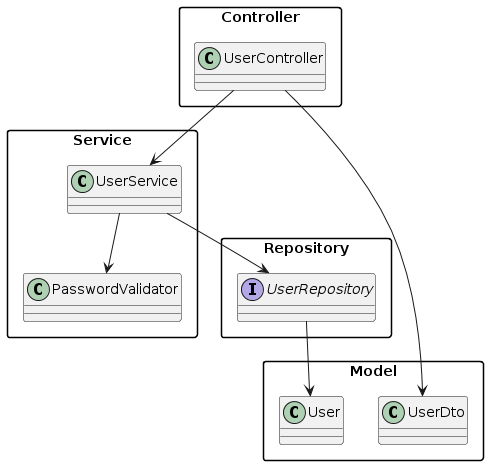 Controller
C UserController
Service
C UserService
Repository
C PasswordValidator
I UserRepository
Model
C User
C UserDto